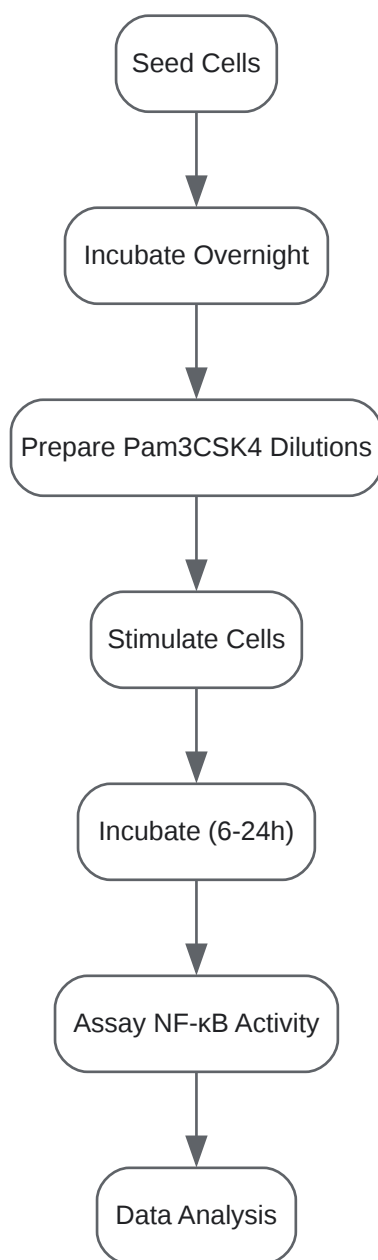 Seed Cells
Incubate Overnight
Prepare Pam3CSK4 Dilutions
Stimulate Cells
Incubate (6-24h)
Assay NF-κB Activity
Data Analysis